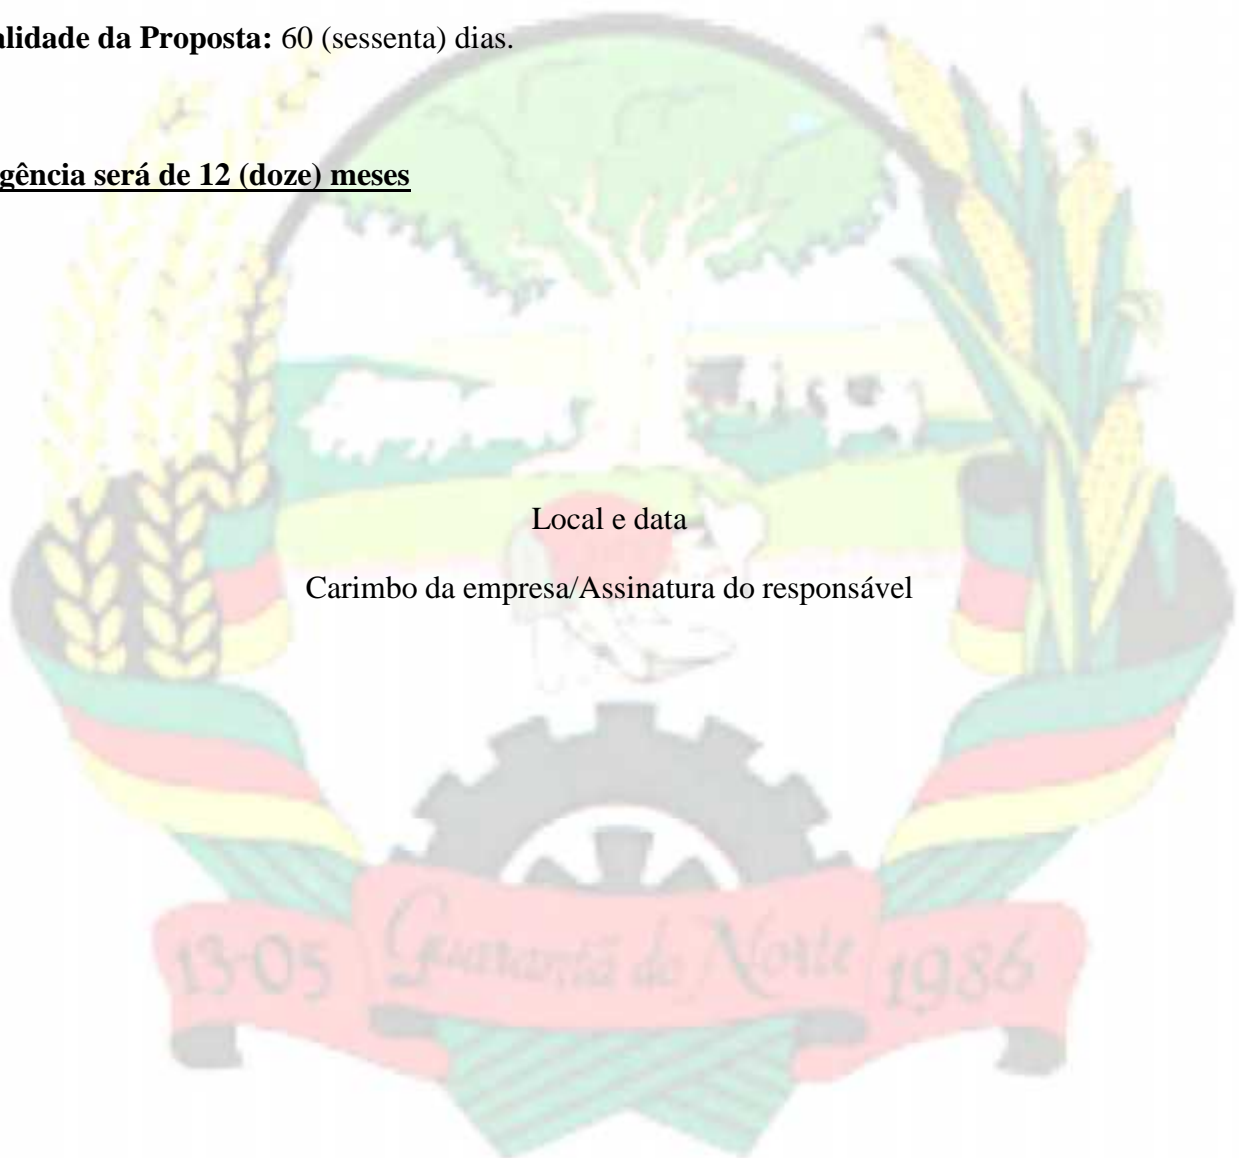 alidade da Proposta: 60 (sessenta) dias.
gência será de 12 (doze) meses
Local e data
Carimbo da empresa/Assinatura do responsável
13-05 Guarantã do Norte 1986